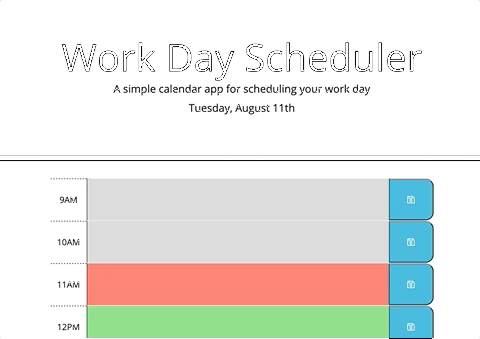 Work Day Scheduler
A simple calendar app for scheduling your work day
Tuesday, August 11th
9AM
10AM
11AM
12PM